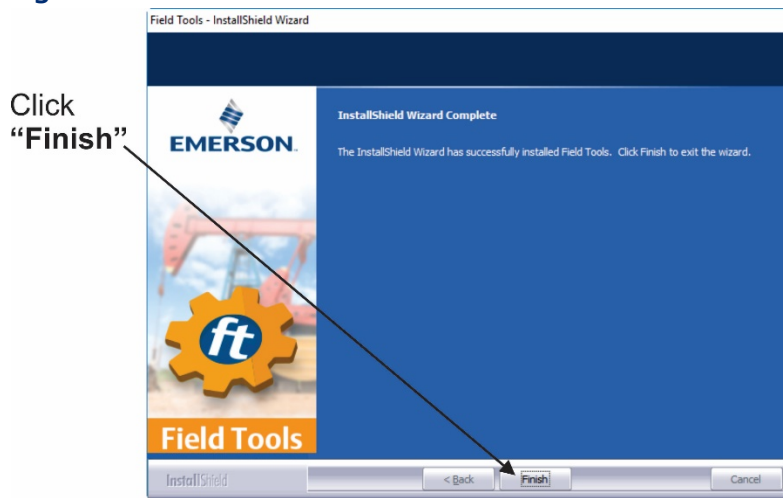 Field Tools - InstallShield Wizard
Click
“Finish”
EMERSON.
InstallShield Wizard Complete
The InstallShield Wizard has successfully installed Field Tools. Click Finish to exit the wizard.
ft
Field Tools
InstallShield
< Back
Finish
Cancel